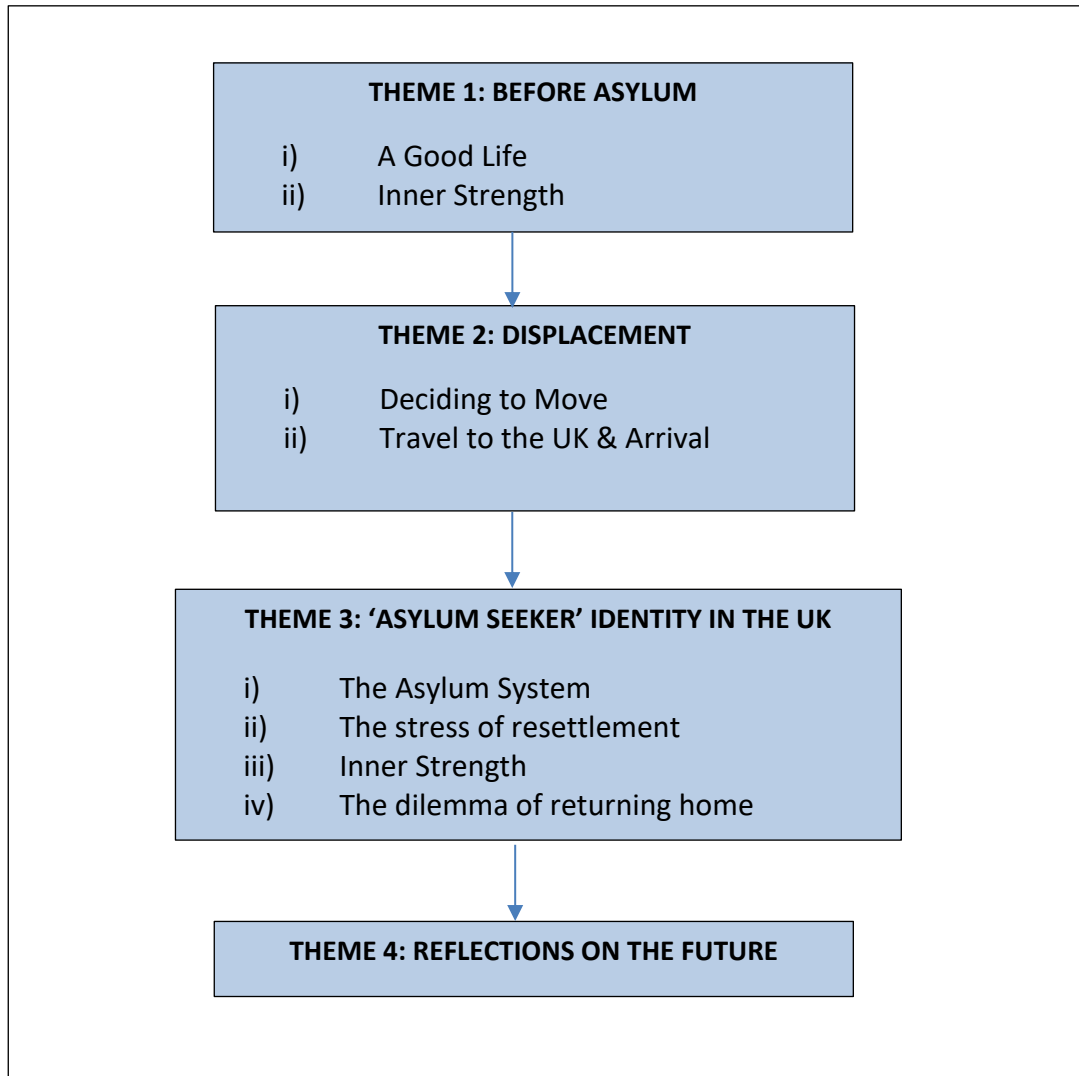 THEME 1: BEFORE ASYLUM
i) A Good Life
ii) Inner Strength
THEME 2: DISPLACEMENT
i) Deciding to Move
ii) Travel to the UK & Arrival
THEME 3: ‘ASYLUM SEEKER’ IDENTITY IN THE UK
i) The Asylum System
ii) The stress of resettlement
iii) Inner Strength
iv) The dilemma of returning home
THEME 4: REFLECTIONS ON THE FUTURE